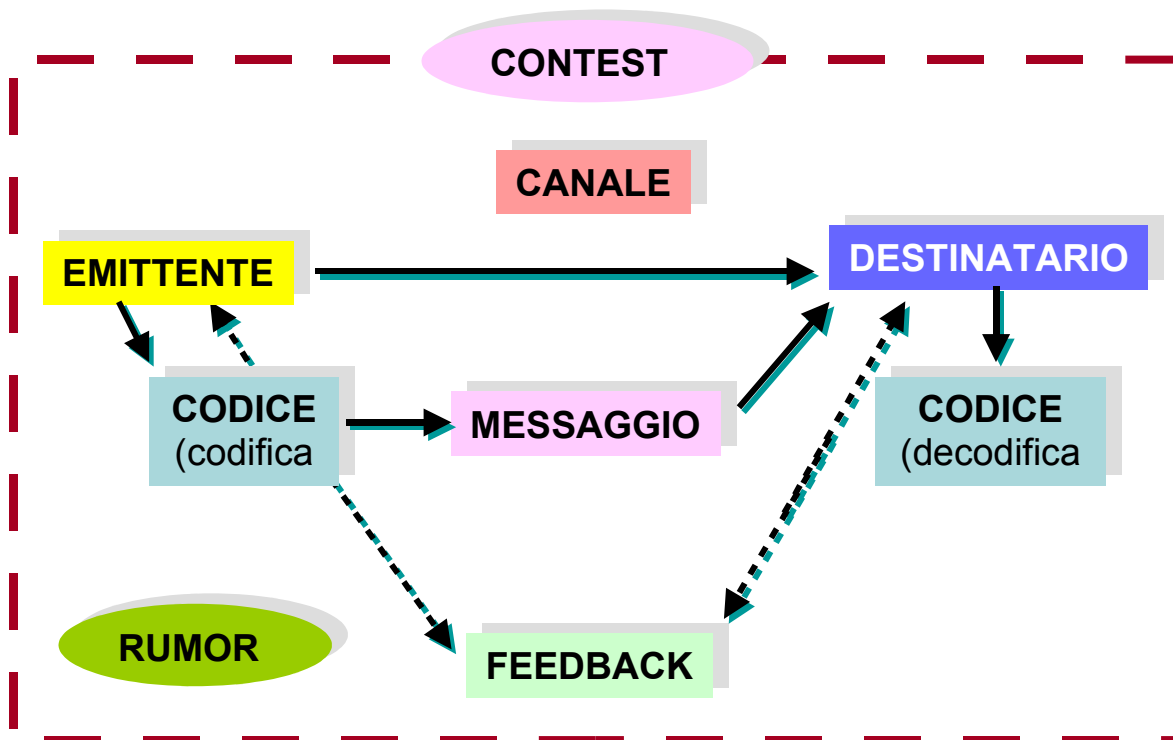 CONTEST
CANALE
EMITTENTE
DESTINATARIO
CODICE
(codifica
MESSAGGIO
CODICE
(decodifica
RUMOR
FEEDBACK